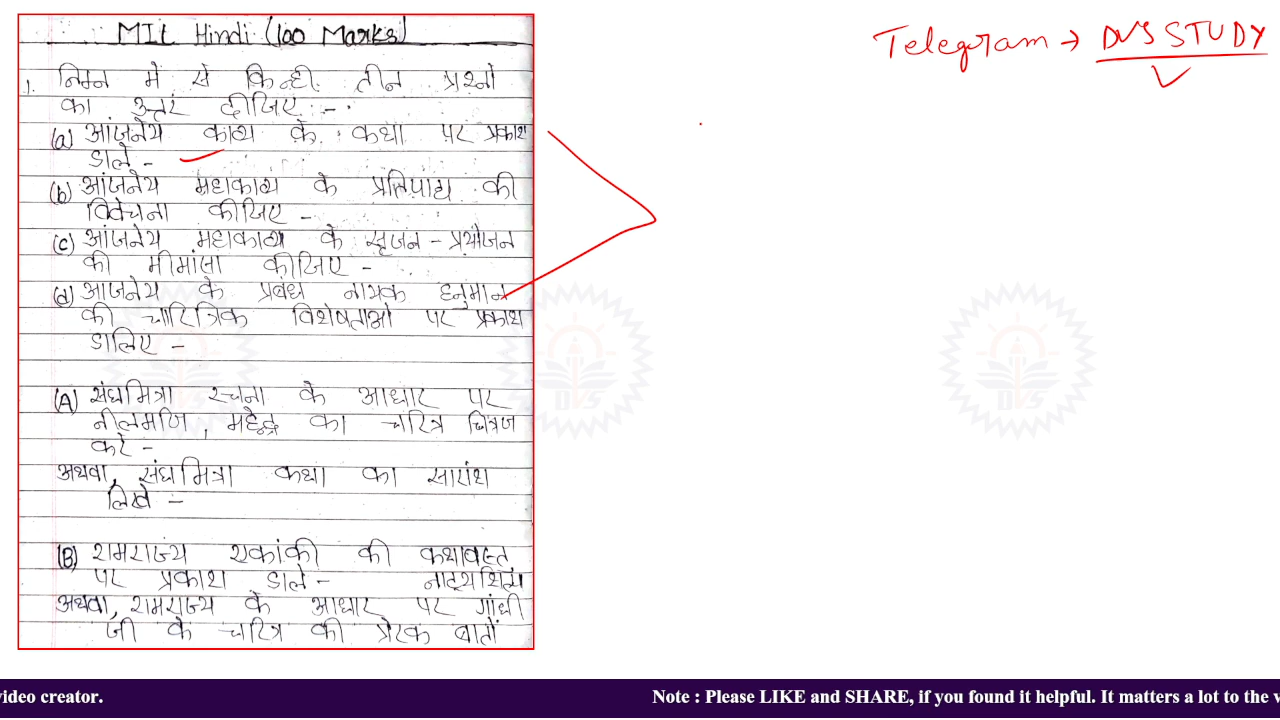 MIL Hindi (100 Marks)
1. निम्न में से किन्ही तीन प्रश्नो
का उत्तर दीजिए :-
(a) आंजनेय काव्य के कथा पर प्रकाश
डाले -
(b) आंजनेय महाकाव्य के प्रतिपाद्य की
विवेचना कीजिए -
(c) आंजनेय महाकाव्य के सृजन - प्रयोजन
की मीमांसा कीजिए -
(d) आंजनेय के प्रबंध नायक हनुमान
की चारित्रिक विशेषताओ पर प्रकाश
डालिए -
(A) संघमित्रा रचना के आधार पर
नीलमणि, महेन्द्र का चरित्र चित्रण
करे -
अथवा, संघमित्रा कथा का सारांश
लिखे -
(B) रामराज्य एकांकी की कथावस्तु
पर प्रकाश डाले - नाट्यशिल्प
अथवा, रामराज्य के आधार पर गांधी
जी के चरित्र की प्रेरक बातों
Telegram → DVS STUDY
DVS
DVS
video creator.
Note : Please LIKE and SHARE, if you found it helpful. It matters a lot to the v